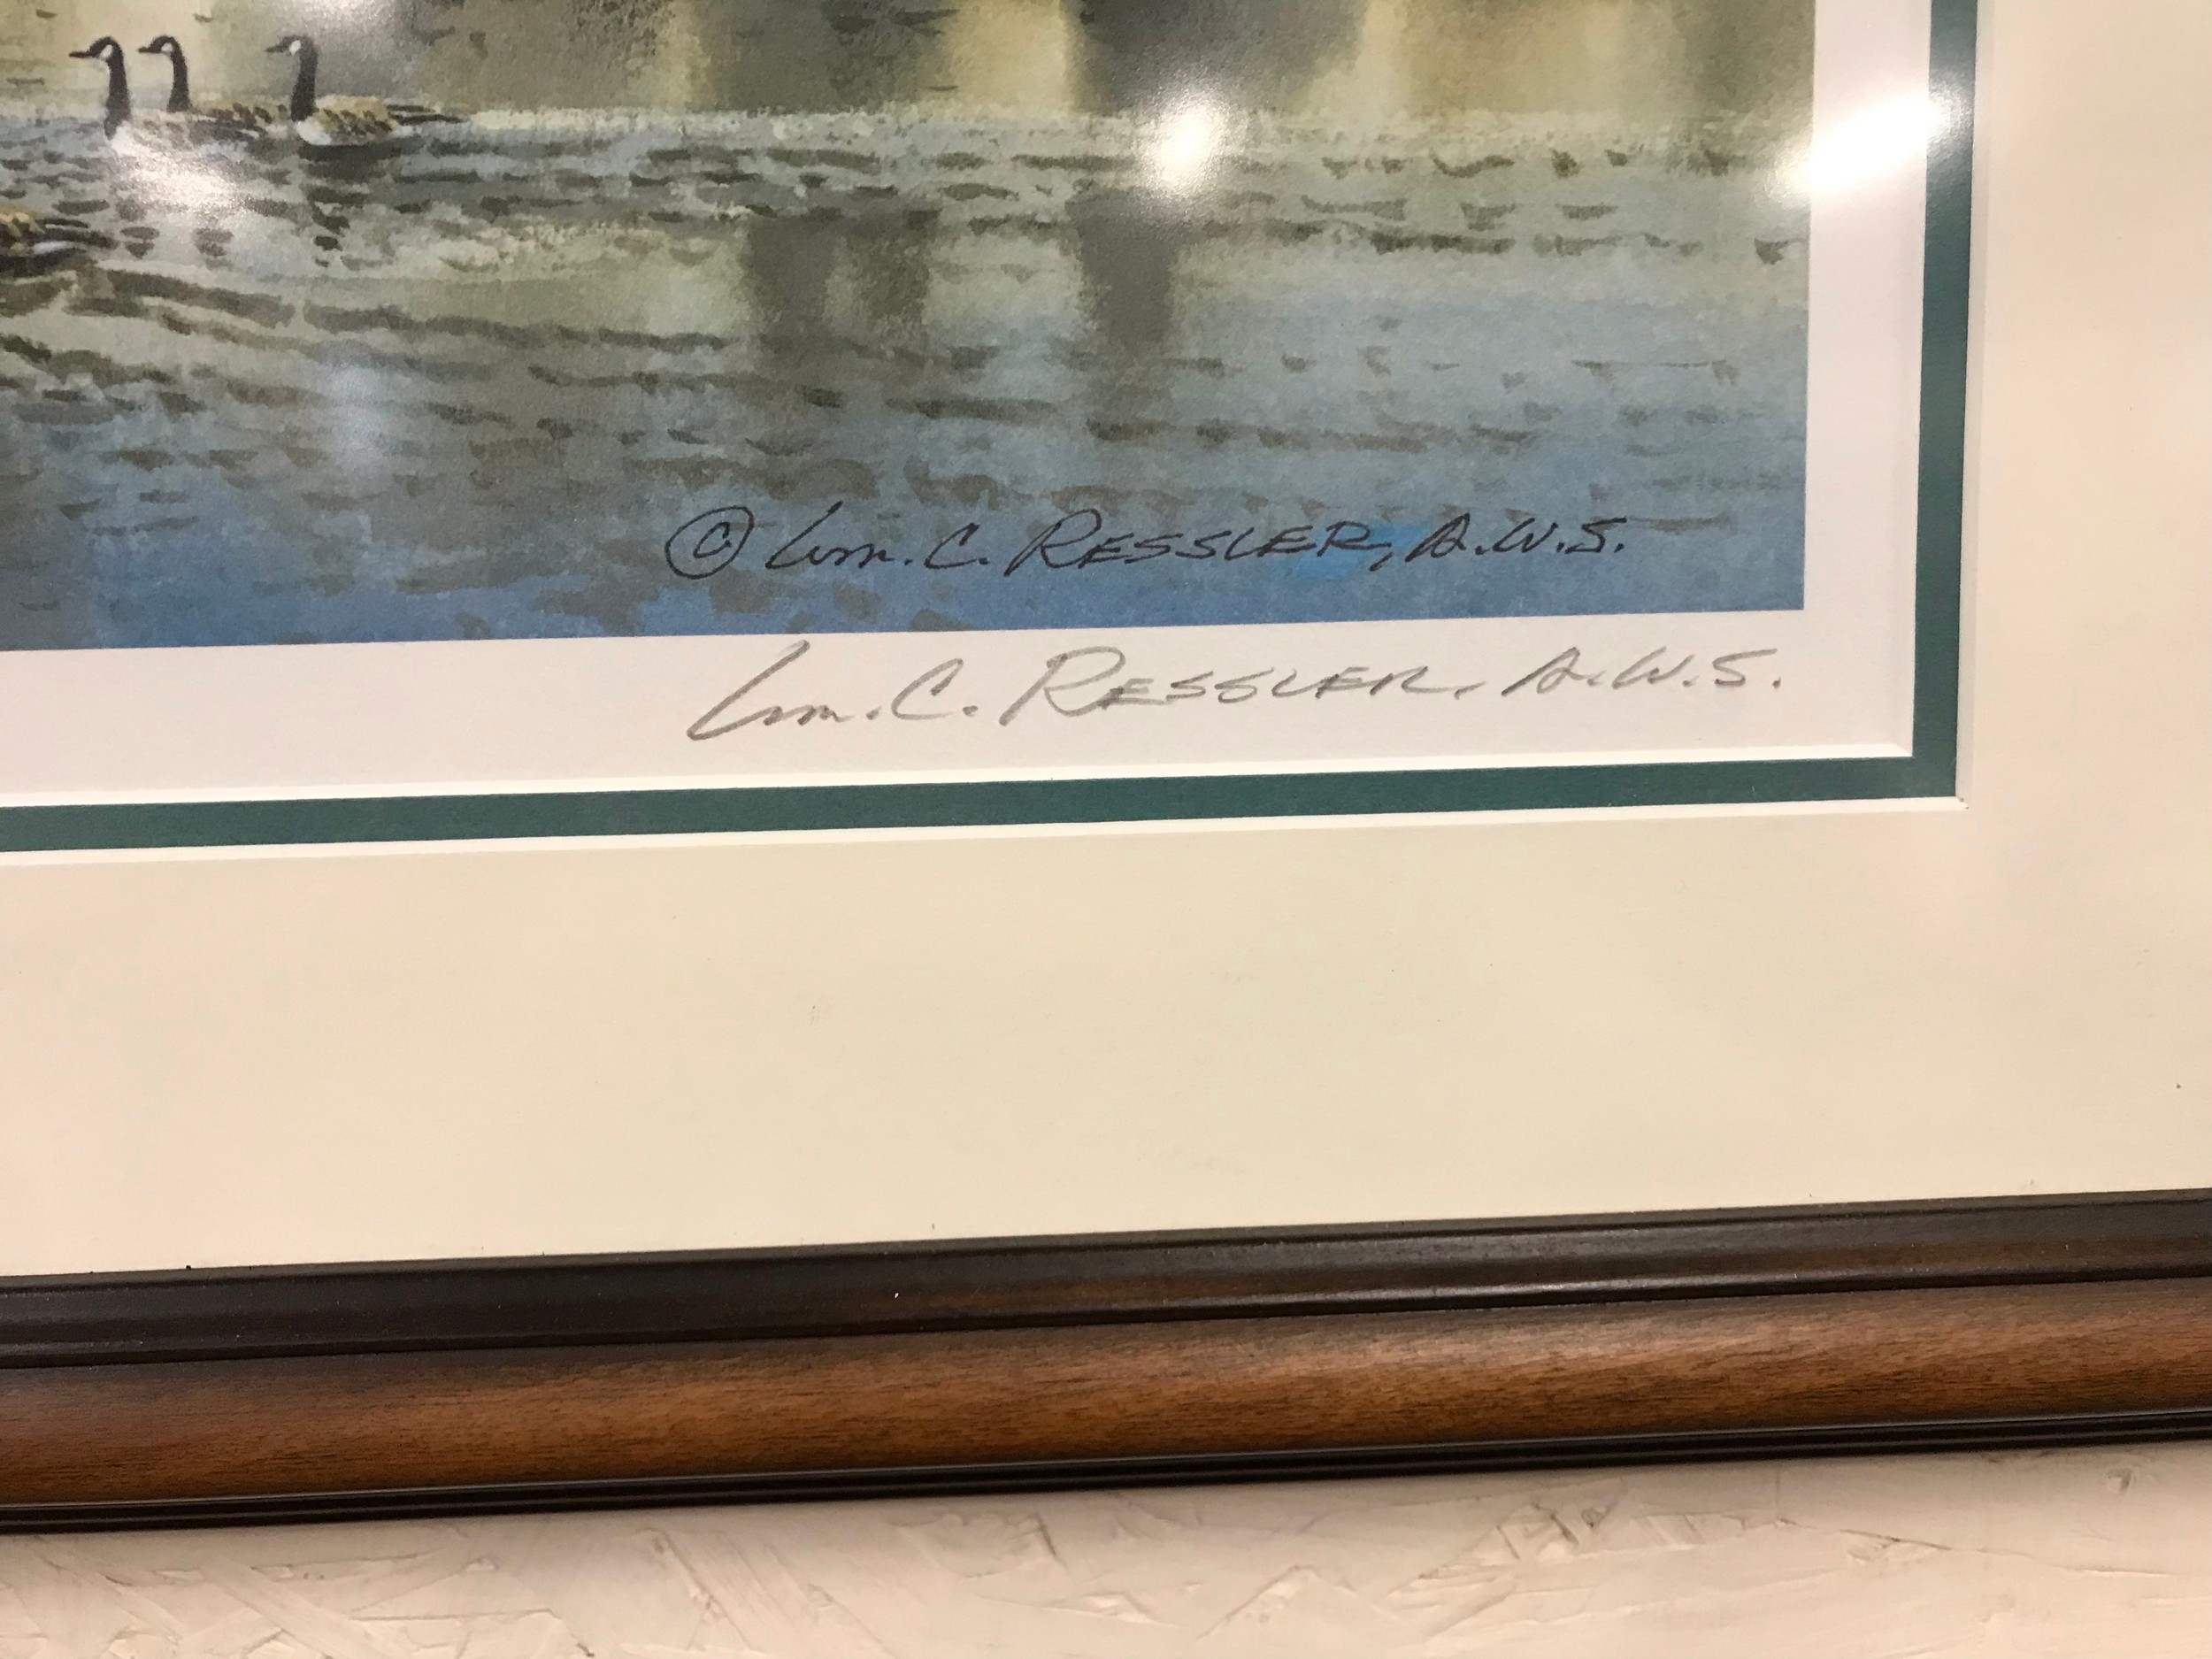 © Wm. C. RESSLER, A.W.S.
Wm. C. RESSLER, A.W.S.